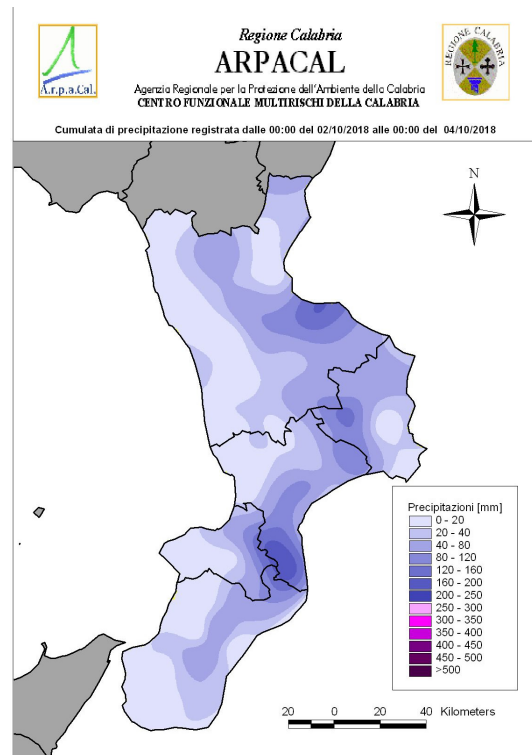 Regione Calabria
ARPACAL
Agenzia Regionale per la Protezione dell'Ambiente della Calabria
CENTRO FUNZIONALE MULTIRISCHI DELLA CALABRIA
A.r.p.a.Cal.
REGIONE CALABRIA
Cumulata di precipitazione registrata dalle 00:00 del 02/10/2018 alle 00:00 del 04/10/2018
N
Precipitazioni [mm]
0 - 20
20 - 40
40 - 80
80 - 120
120 - 160
160 - 200
200 - 250
250 - 300
300 - 350
350 - 400
400 - 450
450 - 500
>500
20 0 20 40 Kilometers